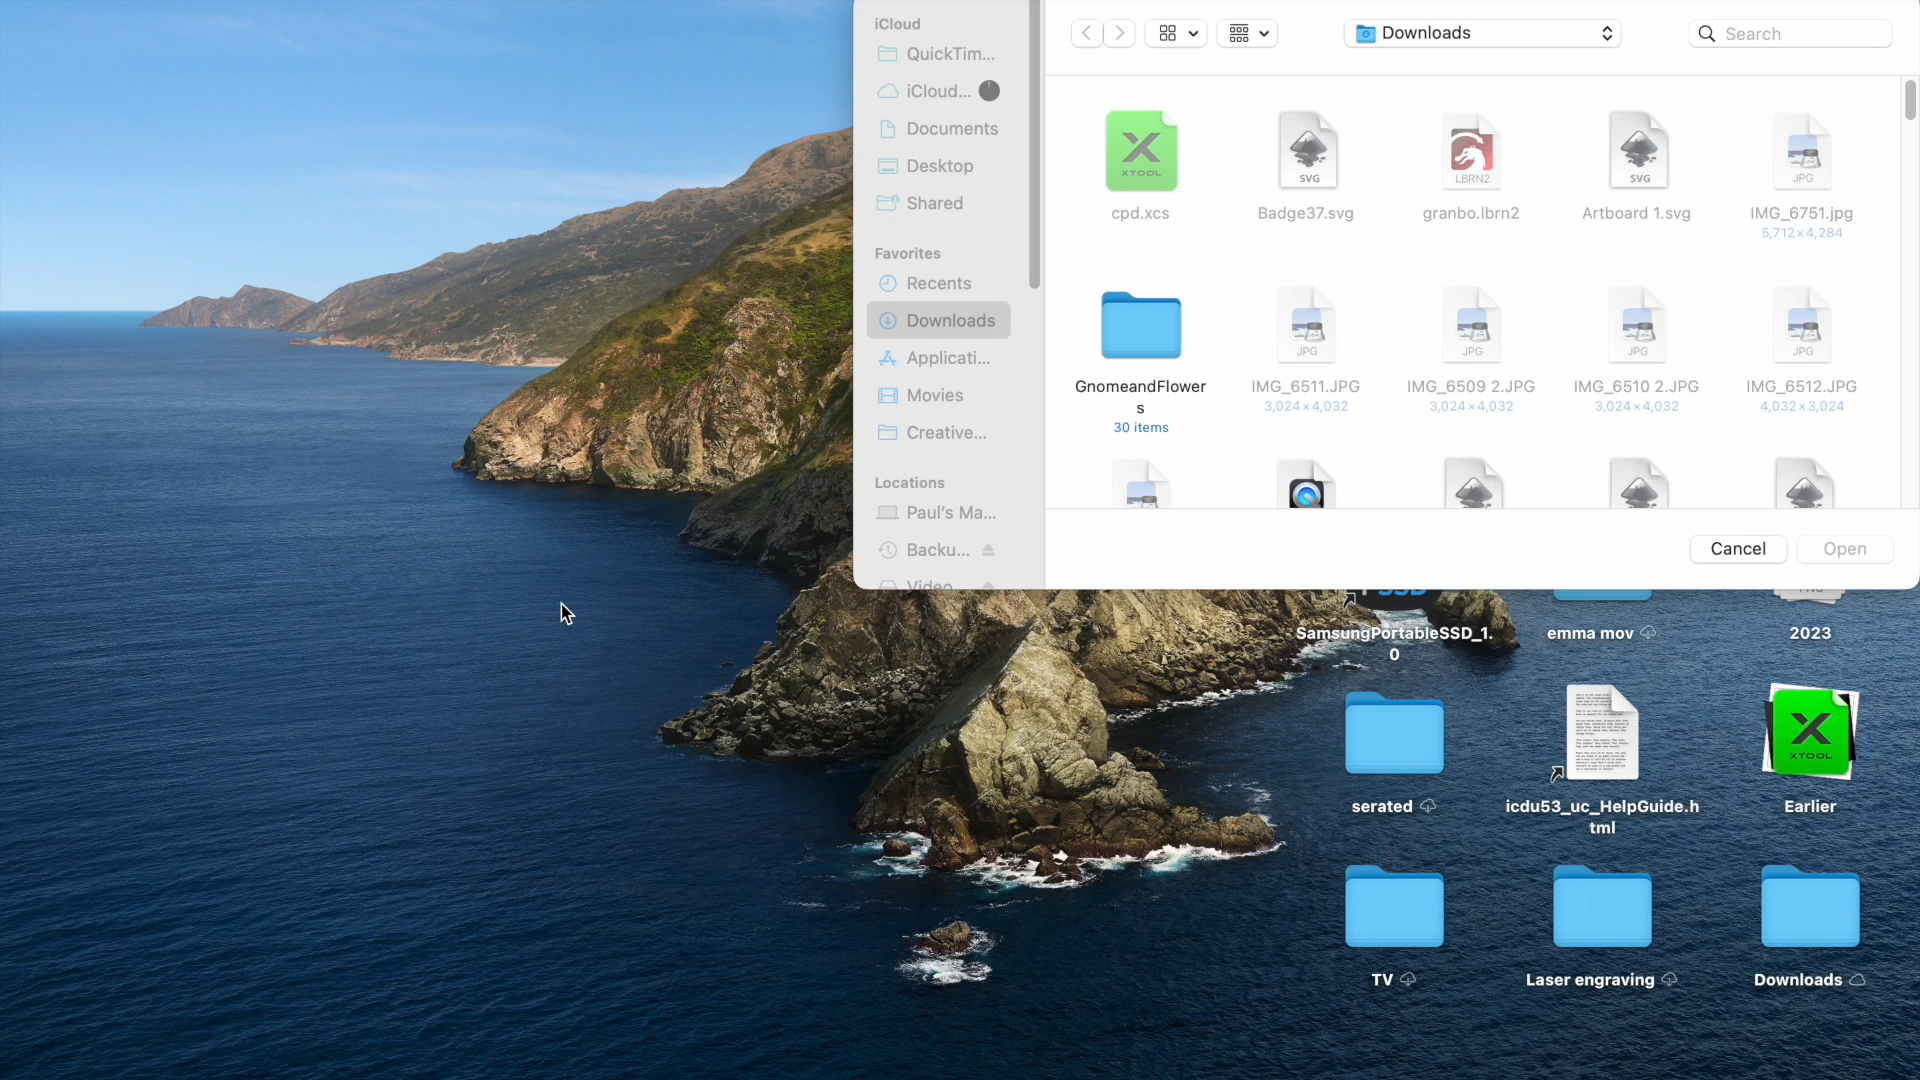 iCloud
QuickTim...
iCloud...
Documents
Desktop
Shared
Favorites
Recents
Downloads
Applicati...
Movies
Creative...
Locations
Paul's Ma...
Backu...
Video
Downloads
Search
XTOOL
SVG
LBRN2
SVG
JPG
cpd.xcs
Badge37.svg
granbo.lbrn2
Artboard 1.svg
IMG_6751.jpg
5,712×4,284
JPG
JPG
JPG
JPG
GnomeandFlower
s
30 items
IMG_6511.JPG
3,024×4,032
IMG_6509 2.JPG
3,024×4,032
IMG_6510 2.JPG
3,024×4,032
IMG_6512.JPG
4,032×3,024
Cancel
Open
SamsungPortableSSD_1.
0
emma mov
2023
XTOOL
serated
icdu53_uc_HelpGuide.h
tml
Earlier
TV
Laser engraving
Downloads